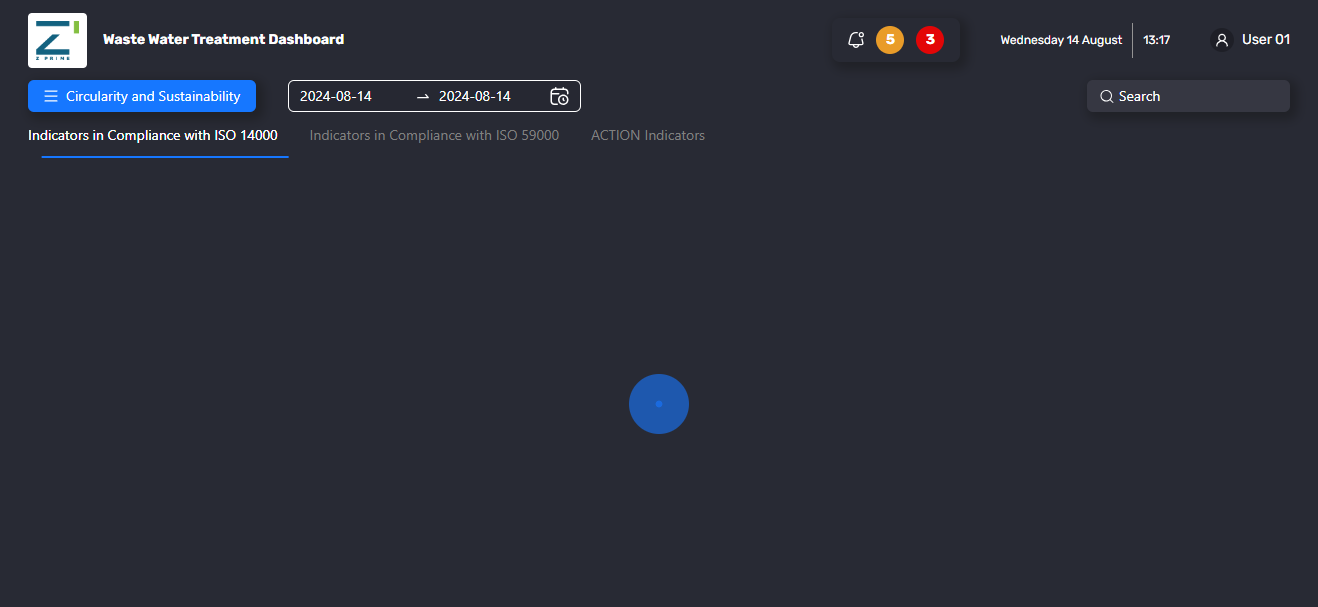 Z PRIME
Waste Water Treatment Dashboard
5
3
Wednesday 14 August
13:17
User 01
Circularity and Sustainability
2024-08-14
2024-08-14
Search
Indicators in Compliance with ISO 14000
Indicators in Compliance with ISO 59000
ACTION Indicators